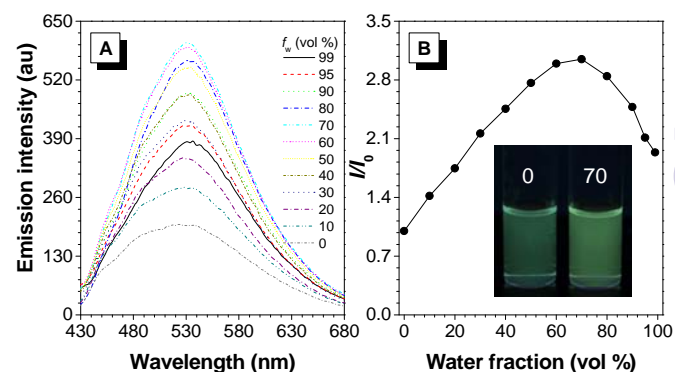 A
f_w (vol %)
99
95
90
80
70
60
50
40
30
20
10
0
Emission intensity (au)
650
520
390
260
130
0
430 480 530 580 630 680
Wavelength (nm)
B
I/I_0
3.5
2.8
2.1
1.4
0.7
0.0
0 70
0 20 40 60 80 100
Water fraction (vol %)